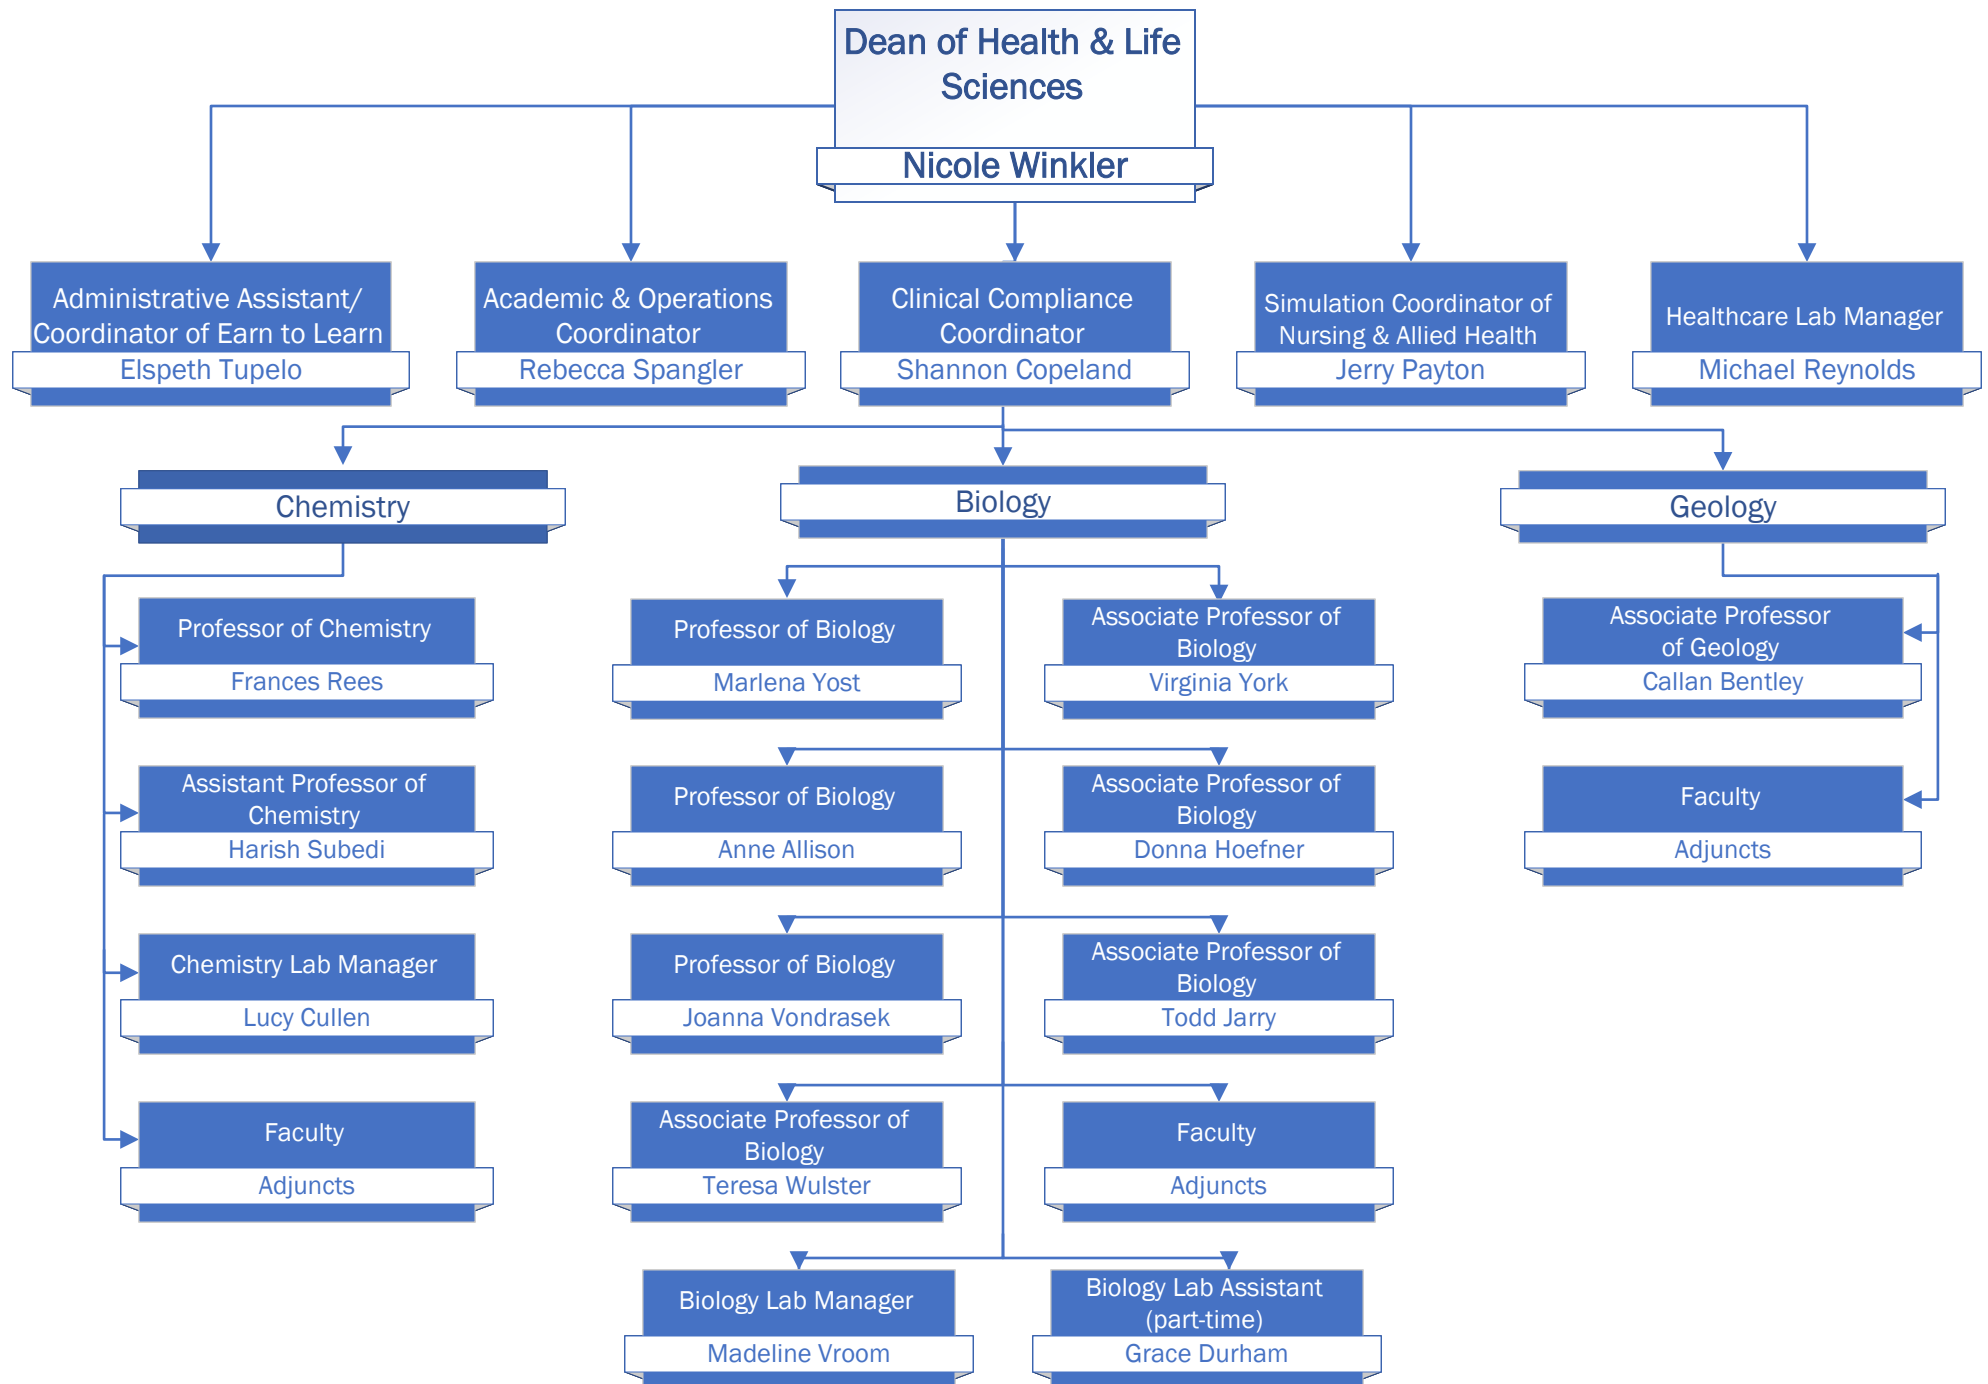 Dean of Health & Life
Sciences
Nicole Winkler
Administrative Assistant/
Coordinator of Earn to Learn
Elspeth Tupelo
Academic & Operations
Coordinator
Rebecca Spangler
Clinical Compliance
Coordinator
Shannon Copeland
Simulation Coordinator of
Nursing & Allied Health
Jerry Payton
Healthcare Lab Manager
Michael Reynolds
Chemistry
Biology
Geology
Professor of Chemistry
Frances Rees
Professor of Biology
Marlena Yost
Associate Professor of
Biology
Virginia York
Associate Professor
of Geology
Callan Bentley
Assistant Professor of
Chemistry
Harish Subedi
Professor of Biology
Anne Allison
Associate Professor of
Biology
Donna Hoefner
Faculty
Adjuncts
Chemistry Lab Manager
Lucy Cullen
Professor of Biology
Joanna Vondrasek
Associate Professor of
Biology
Todd Jarry
Faculty
Adjuncts
Associate Professor of
Biology
Teresa Wulster
Faculty
Adjuncts
Biology Lab Manager
Madeline Vroom
Biology Lab Assistant
(part-time)
Grace Durham